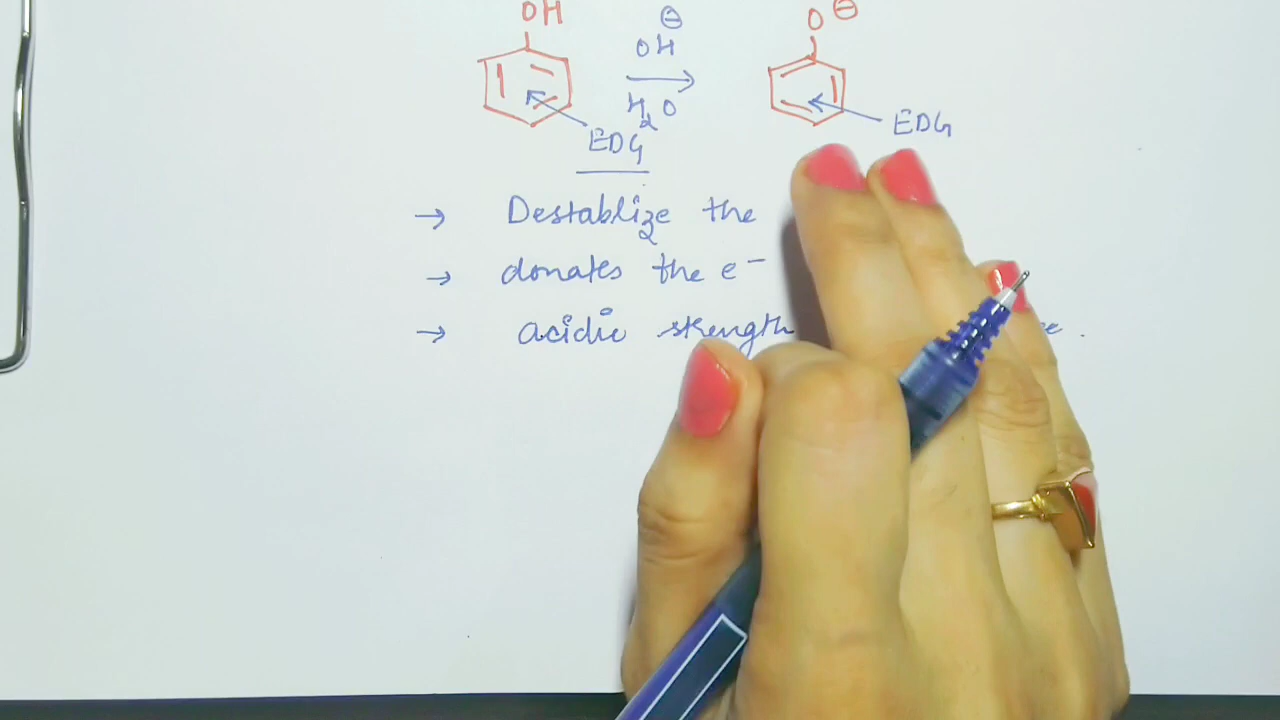 OH
OH⊖
H2O
EDG
O⊖
EDG
→ Destablize the
→ donates the e−
→ acidic strength